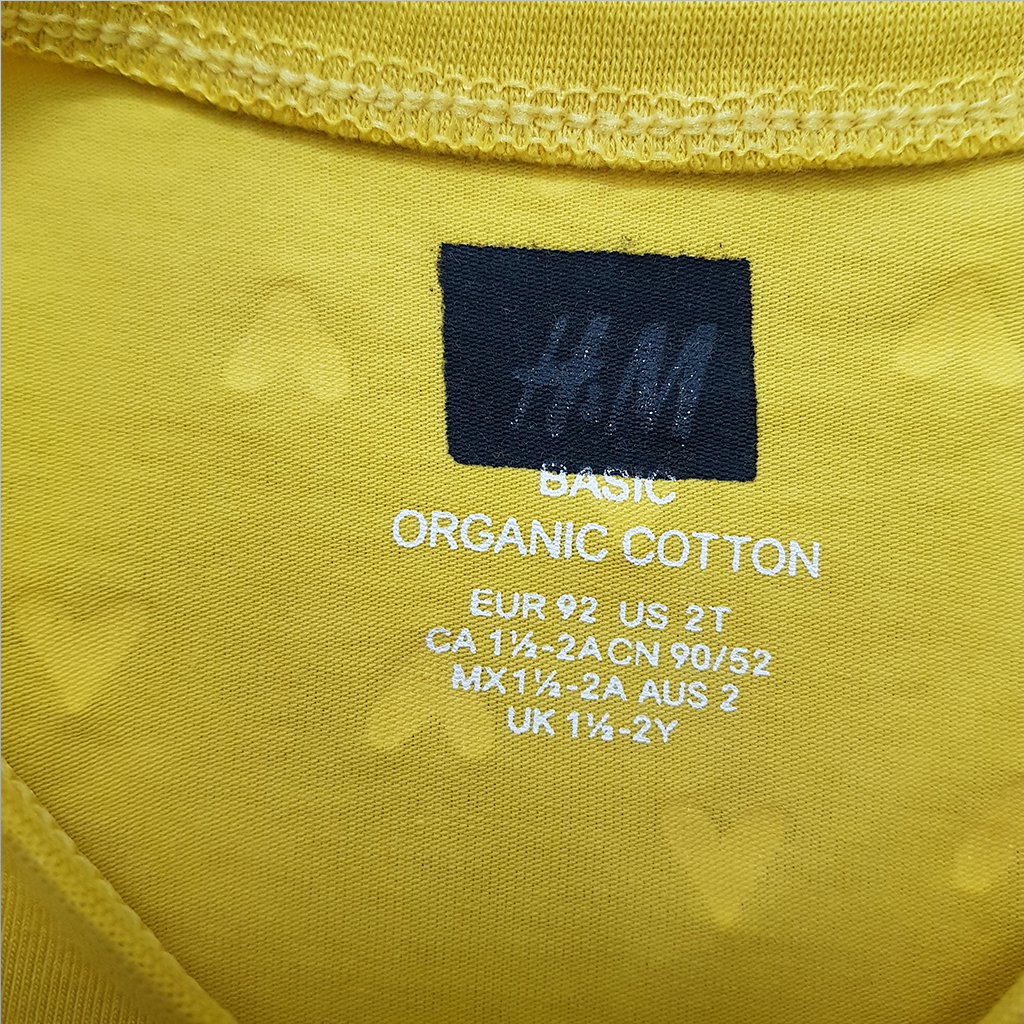 H&M
BASIC
ORGANIC COTTON
EUR 92 US 2T
CA 1½-2A CN 90/52
MX 1½-2A AUS 2
UK 1½-2Y